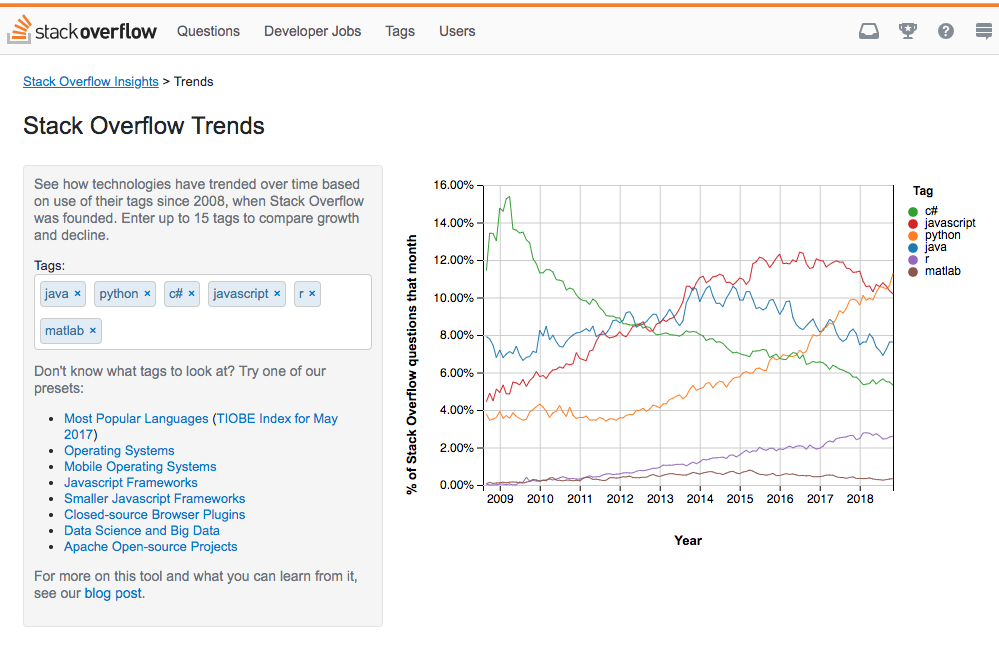 stackoverflow Questions Developer Jobs Tags Users
Stack Overflow Insights > Trends
Stack Overflow Trends
See how technologies have trended over time based
on use of their tags since 2008, when Stack Overflow
was founded. Enter up to 15 tags to compare growth
and decline.
Tags:
java × python × c# × javascript × r ×
matlab ×
Don't know what tags to look at? Try one of our
presets:
• Most Popular Languages (TIOBE Index for May
2017)
• Operating Systems
• Mobile Operating Systems
• Javascript Frameworks
• Smaller Javascript Frameworks
• Closed-source Browser Plugins
• Data Science and Big Data
• Apache Open-source Projects
For more on this tool and what you can learn from it,
see our blog post.
% of Stack Overflow questions that month
16.00%
14.00%
12.00%
10.00%
8.00%
6.00%
4.00%
2.00%
0.00%
2009 2010 2011 2012 2013 2014 2015 2016 2017 2018
Year
Tag
c#
javascript
python
java
r
matlab